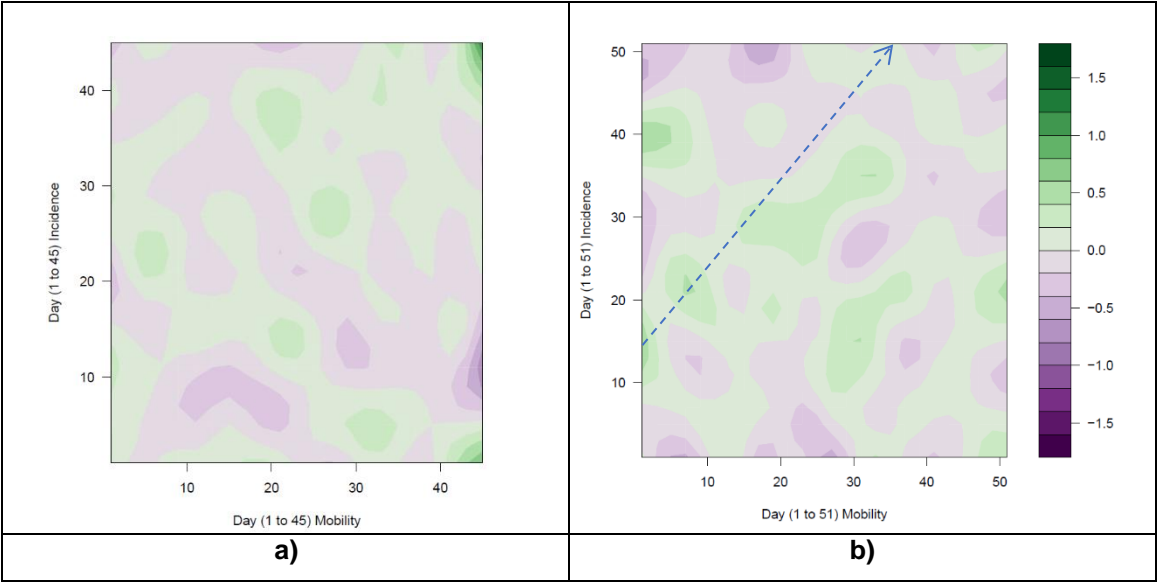 40
30
20
10
Day (1 to 45) Incidence
10 20 30 40
Day (1 to 45) Mobility
50
40
30
20
10
Day (1 to 51) Incidence
10 20 30 40 50
Day (1 to 51) Mobility
1.5
1.0
0.5
0.0
−0.5
−1.0
−1.5
a)
b)